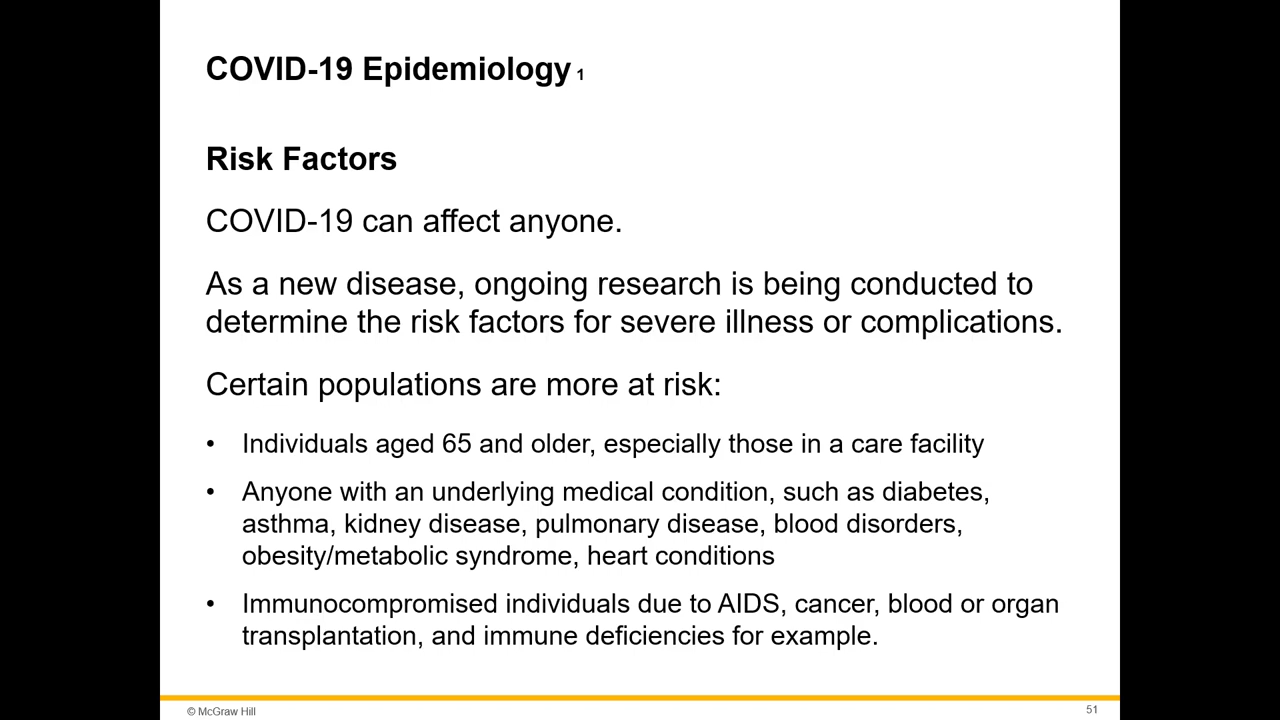 COVID-19 Epidemiology 1
Risk Factors
COVID-19 can affect anyone.
As a new disease, ongoing research is being conducted to
determine the risk factors for severe illness or complications.
Certain populations are more at risk:
• Individuals aged 65 and older, especially those in a care facility
• Anyone with an underlying medical condition, such as diabetes,
asthma, kidney disease, pulmonary disease, blood disorders,
obesity/metabolic syndrome, heart conditions
• Immunocompromised individuals due to AIDS, cancer, blood or organ
transplantation, and immune deficiencies for example.
© McGraw Hill
51